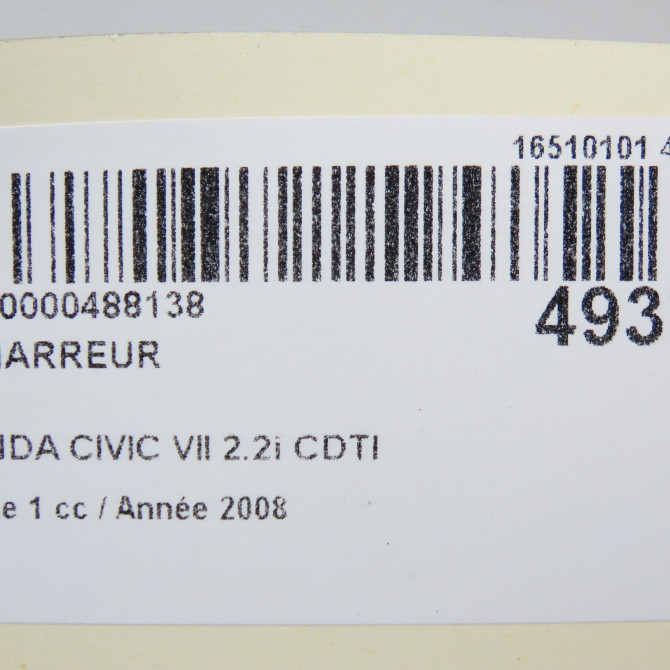 16510101 4
0000488138
493
MARREUR
NDA CIVIC VII 2.2i CDTI
e 1 cc / Année 2008